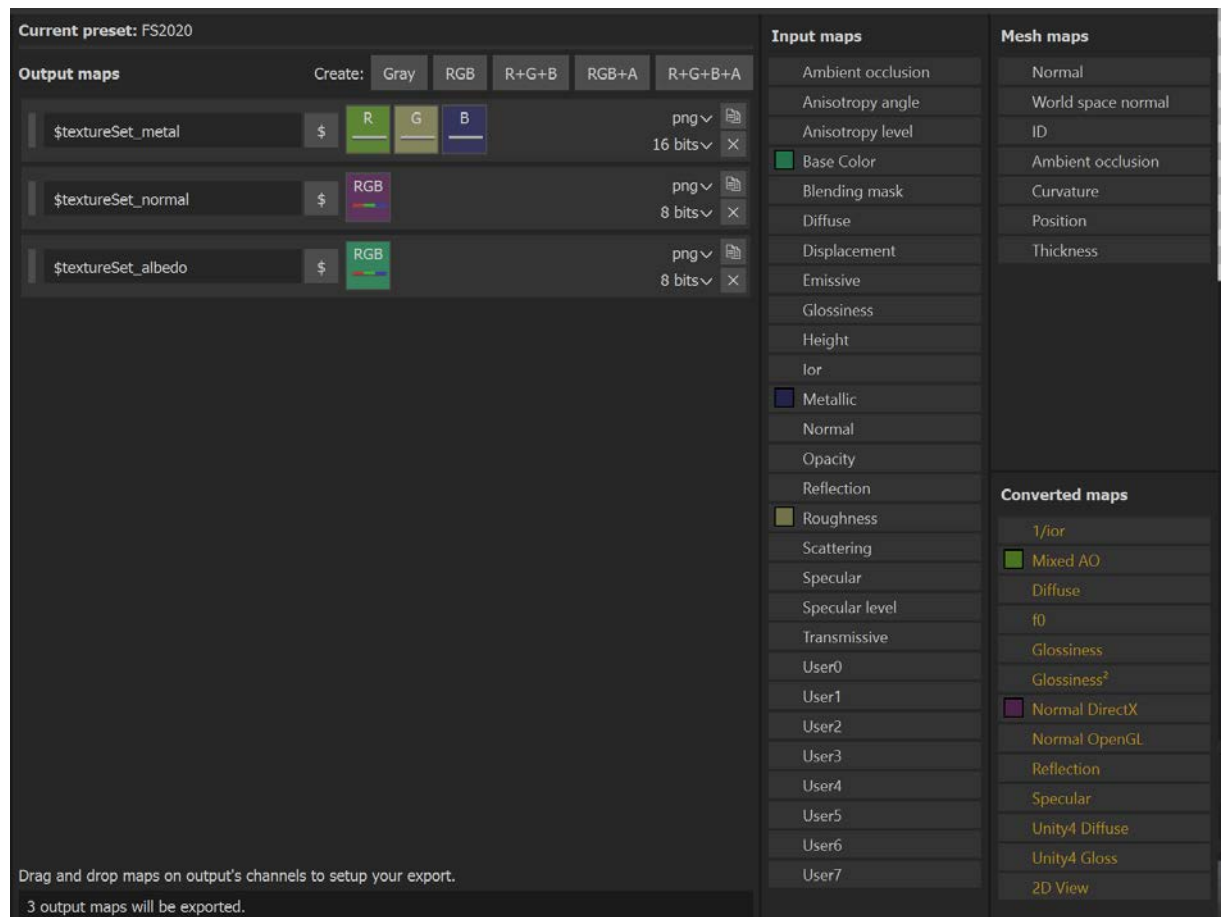 Current preset: FS2020
Output maps
Create: Gray RGB R+G+B RGB+A R+G+B+A
$textureSet_metal $ R G B png
16 bits
$textureSet_normal $ RGB png
8 bits
$textureSet_albedo $ RGB png
8 bits
Drag and drop maps on output's channels to setup your export.
3 output maps will be exported.
Input maps
Ambient occlusion
Anisotropy angle
Anisotropy level
Base Color
Blending mask
Diffuse
Displacement
Emissive
Glossiness
Height
Ior
Metallic
Normal
Opacity
Reflection
Roughness
Scattering
Specular
Specular level
Transmissive
User0
User1
User2
User3
User4
User5
User6
User7
Mesh maps
Normal
World space normal
ID
Ambient occlusion
Curvature
Position
Thickness
Converted maps
1/ior
Mixed AO
Diffuse
f0
Glossiness
Glossiness²
Normal DirectX
Normal OpenGL
Reflection
Specular
Unity4 Diffuse
Unity4 Gloss
2D View